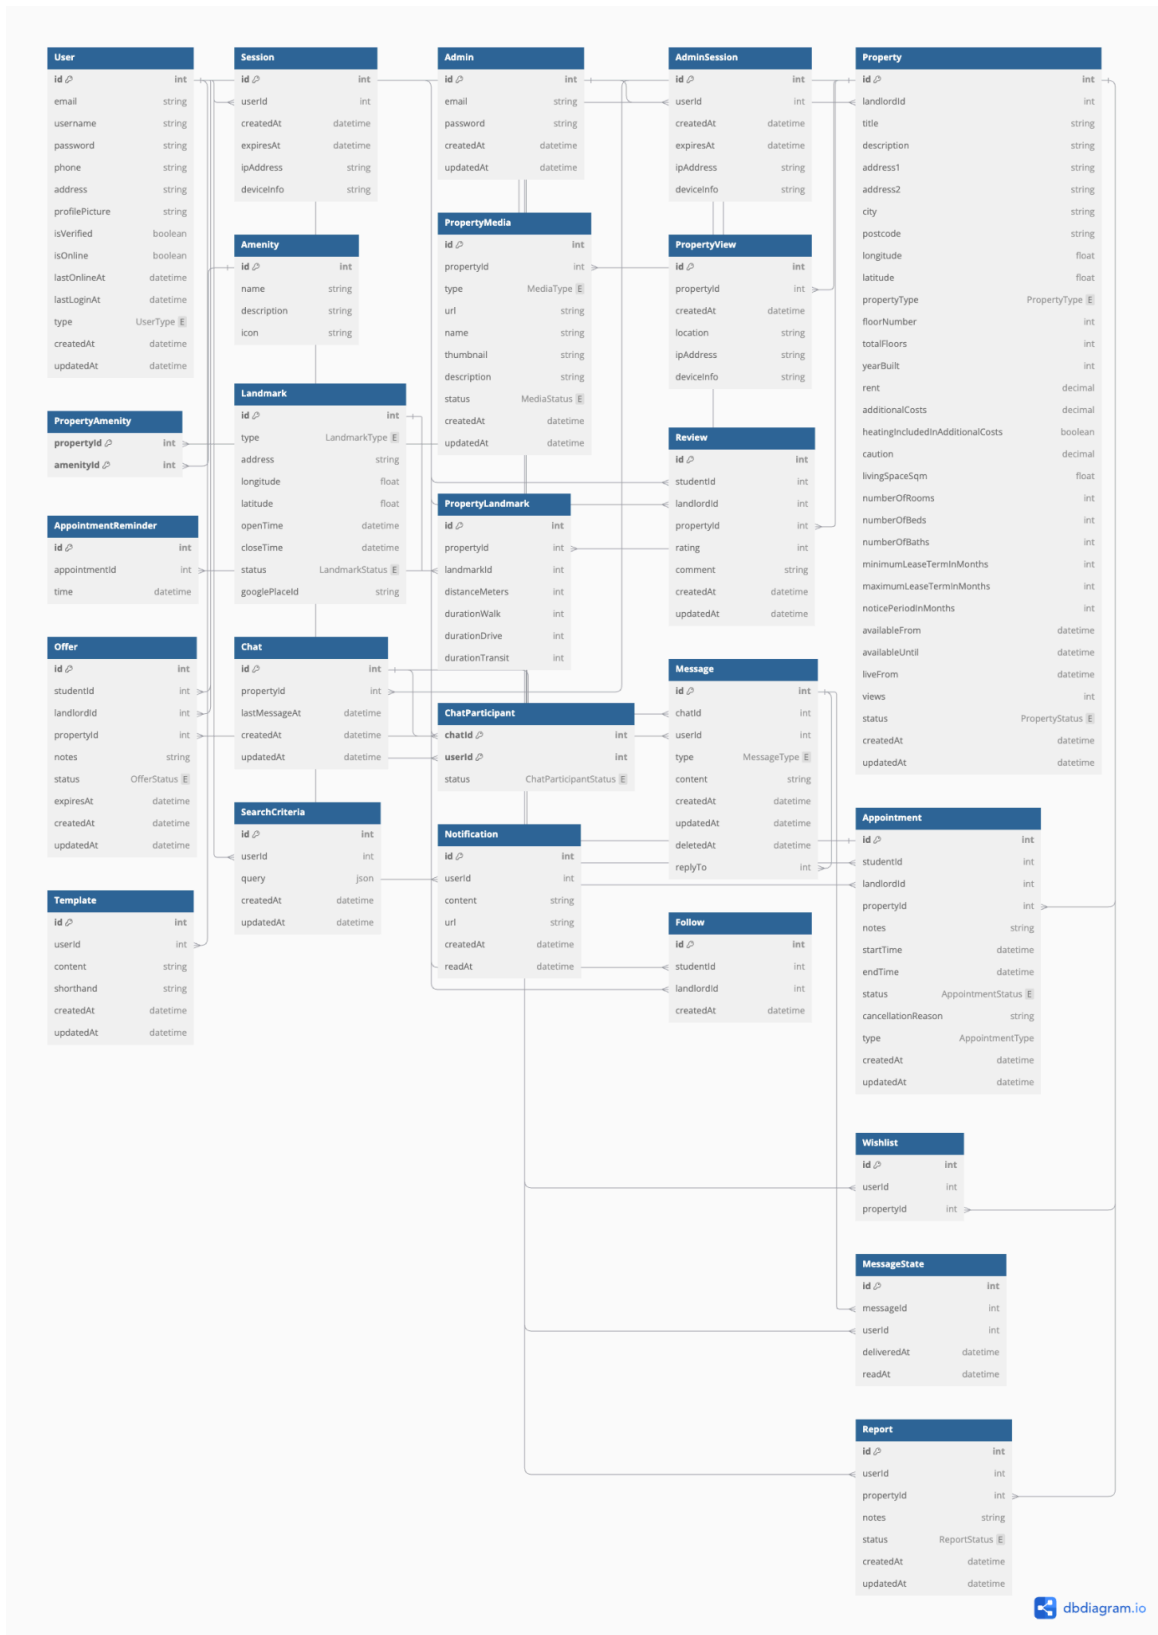 User
id int
email string
username string
password string
phone string
address string
profilePicture string
isVerified boolean
isOnline boolean
lastOnlineAt datetime
lastLoginAt datetime
type UserType E
createdAt datetime
updatedAt datetime
PropertyAmenity
propertyId int
amenityId int
AppointmentReminder
id int
appointmentId int
time datetime
Offer
id int
studentId int
landlordId int
propertyId int
notes string
status OfferStatus E
expiresAt datetime
createdAt datetime
updatedAt datetime
Template
id int
userId int
content string
shorthand string
createdAt datetime
updatedAt datetime
Session
id int
userId int
createdAt datetime
expiresAt datetime
ipAddress string
deviceInfo string
Amenity
id int
name string
description string
icon string
Landmark
id int
type LandmarkType E
address string
longitude float
latitude float
openTime datetime
closeTime datetime
status LandmarkStatus E
googlePlaceId string
Chat
id int
propertyId int
lastMessageAt datetime
createdAt datetime
updatedAt datetime
SearchCriteria
id int
userId int
query json
createdAt datetime
updatedAt datetime
Admin
id int
email string
password string
createdAt datetime
updatedAt datetime
PropertyMedia
id int
propertyId int
type MediaType E
url string
name string
thumbnail string
description string
status MediaStatus E
createdAt datetime
updatedAt datetime
PropertyLandmark
id int
propertyId int
landmarkId int
distanceMeters int
durationWalk int
durationDrive int
durationTransit int
ChatParticipant
chatId int
userId int
status ChatParticipantStatus E
Notification
id int
userId int
content string
url string
createdAt datetime
readAt datetime
AdminSession
id int
userId int
createdAt datetime
expiresAt datetime
ipAddress string
deviceInfo string
PropertyView
id int
propertyId int
createdAt datetime
location string
ipAddress string
deviceInfo string
Review
id int
studentId int
landlordId int
propertyId int
rating int
comment string
createdAt datetime
updatedAt datetime
Message
id int
chatId int
userId int
type MessageType E
content string
createdAt datetime
updatedAt datetime
deletedAt datetime
replyTo int
Follow
id int
studentId int
landlordId int
createdAt datetime
Property
id int
landlordId int
title string
description string
address1 string
address2 string
city string
postcode string
longitude float
latitude float
propertyType PropertyType E
floorNumber int
totalFloors int
yearBuilt int
rent decimal
additionalCosts decimal
heatingIncludedInAdditionalCosts boolean
caution decimal
livingSpaceSqm float
numberOfRooms int
numberOfBeds int
numberOfBaths int
minimumLeaseTermInMonths int
maximumLeaseTermInMonths int
noticePeriodInMonths int
availableFrom datetime
availableUntil datetime
liveFrom datetime
views int
status PropertyStatus E
createdAt datetime
updatedAt datetime
Appointment
id int
studentId int
landlordId int
propertyId int
notes string
startTime datetime
endTime datetime
status AppointmentStatus E
cancellationReason string
type AppointmentType
createdAt datetime
updatedAt datetime
Wishlist
id int
userId int
propertyId int
MessageState
id int
messageId int
userId int
deliveredAt datetime
readAt datetime
Report
id int
userId int
propertyId int
notes string
status ReportStatus E
createdAt datetime
updatedAt datetime
dbdiagram.io